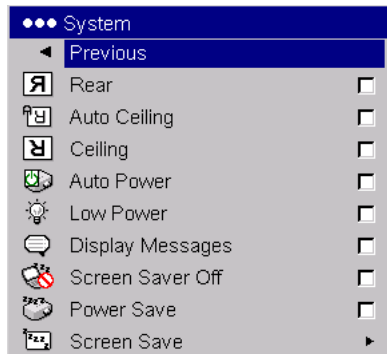 System
Previous
Rear
Auto Ceiling
Ceiling
Auto Power
Low Power
Display Messages
Screen Saver Off
Power Save
Screen Save